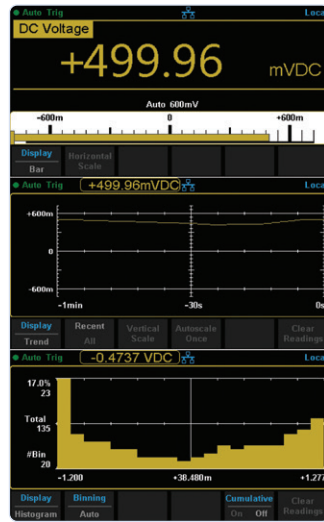 Auto Trig Loca
DC Voltage
+499.96 mVDC
Auto 600mV
-600m 0 +600m
Display Horizontal
Bar Scale
Auto Trig +499.96mVDC Loca
+600m
0
-600m
-1min -30s 0s
Display Recent Vertical Autoscale Clear
Trend All Scale Once Readings
Auto Trig -0.4737 VDC Loca
17.0%
23
Total
135
#Bin
20
-1.200 +38.480m +1.277
Display Binning Cumulative Clear
Histogram Auto On Off Readings